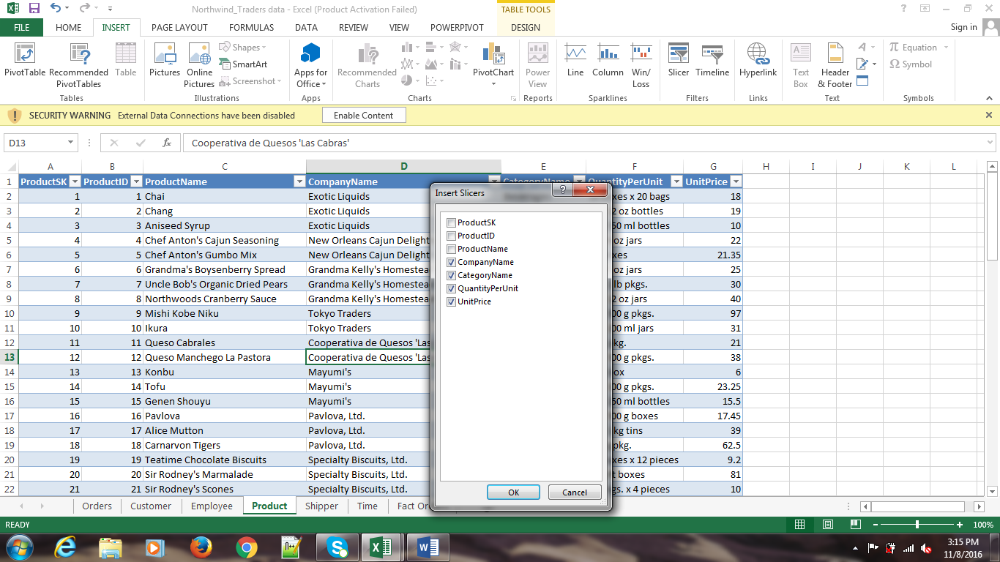 Northwind_Traders data - Excel (Product Activation Failed)
TABLE TOOLS
FILE HOME INSERT PAGE LAYOUT FORMULAS DATA REVIEW VIEW POWERPIVOT DESIGN Sign in
PivotTable Recommended PivotTables Table
Tables
Pictures Online Pictures Shapes SmartArt Screenshot
Illustrations
Apps for Office
Apps
Recommended Charts PivotChart
Charts
Power View
Reports
Line Column Win/Loss
Sparklines
Slicer Timeline
Filters
Hyperlink
Links
Text Box Header & Footer
Text
Equation Symbol
Symbols
SECURITY WARNING External Data Connections have been disabled Enable Content
D13 fx Cooperativa de Quesos 'Las Cabras'
A B C D E F G H I J K L
1 ProductSK ProductID ProductName CompanyName CategoryName QuantityPerUnit UnitPrice
2 1 1 Chai Exotic Liquids xes x 20 bags 18
3 2 2 Chang Exotic Liquids 2 oz bottles 19
4 3 3 Aniseed Syrup Exotic Liquids 50 ml bottles 10
5 4 4 Chef Anton's Cajun Seasoning New Orleans Cajun Delight oz jars 22
6 5 5 Chef Anton's Gumbo Mix New Orleans Cajun Delight xes 21.35
7 6 6 Grandma's Boysenberry Spread Grandma Kelly's Homestea oz jars 25
8 7 7 Uncle Bob's Organic Dried Pears Grandma Kelly's Homestea lb pkgs. 30
9 8 8 Northwoods Cranberry Sauce Grandma Kelly's Homestea 2 oz jars 40
10 9 9 Mishi Kobe Niku Tokyo Traders 00 g pkgs. 97
11 10 10 Ikura Tokyo Traders 00 ml jars 31
12 11 11 Queso Cabrales Cooperativa de Quesos 'Las kg. 21
13 12 12 Queso Manchego La Pastora Cooperativa de Quesos 'Las 00 g pkgs. 38
14 13 13 Konbu Mayumi's ox 6
15 14 14 Tofu Mayumi's 00 g pkgs. 23.25
16 15 15 Genen Shouyu Mayumi's 50 ml bottles 15.5
17 16 16 Pavlova Pavlova, Ltd. 00 g boxes 17.45
18 17 17 Alice Mutton Pavlova, Ltd. kg tins 39
19 18 18 Carnarvon Tigers Pavlova, Ltd. pkg. 62.5
20 19 19 Teatime Chocolate Biscuits Specialty Biscuits, Ltd. xes x 12 pieces 9.2
21 20 20 Sir Rodney's Marmalade Specialty Biscuits, Ltd. t boxes 81
22 21 21 Sir Rodney's Scones Specialty Biscuits, Ltd. gs. x 4 pieces 10
Insert Slicers
ProductSK
ProductID
ProductName
CompanyName
CategoryName
QuantityPerUnit
UnitPrice
OK Cancel
Orders Customer Employee Product Shipper Time Fact Or
READY 100%
3:15 PM
11/8/2016